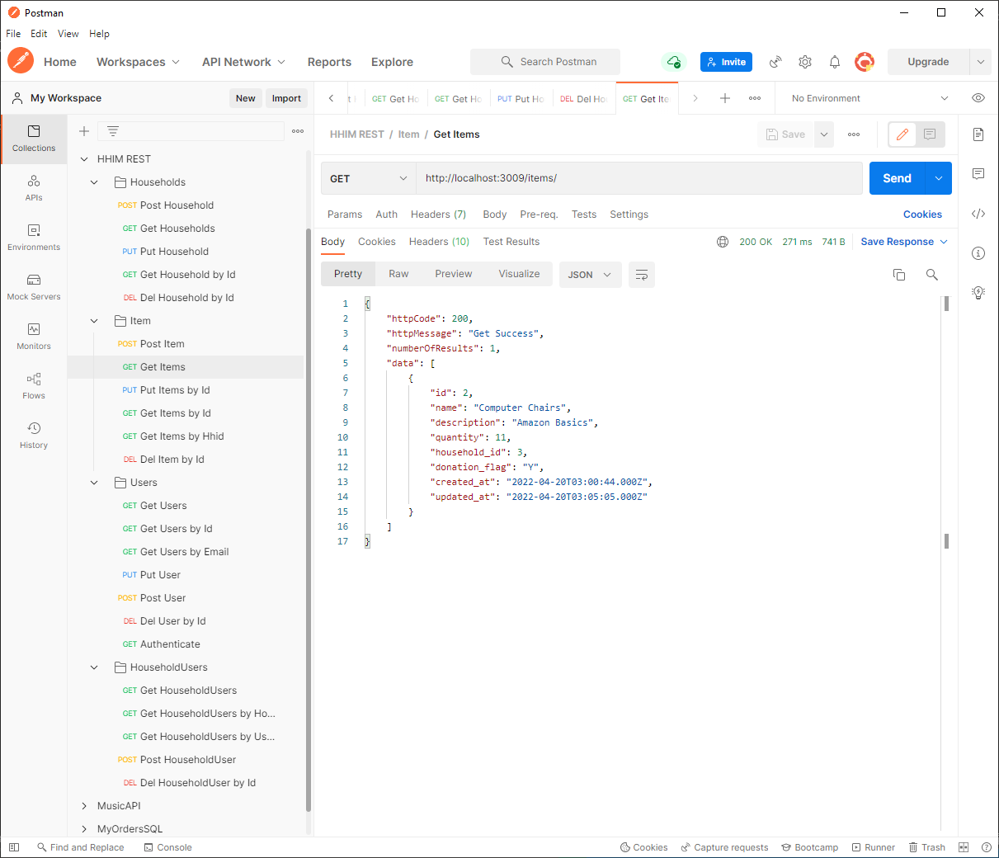 Postman
File Edit View Help
Home Workspaces API Network Reports Explore Search Postman Invite Upgrade
My Workspace New Import
GET Get Ho GET Get Ho PUT Put Ho DEL Del Ho GET Get Ite No Environment
Collections
APIs
Environments
Mock Servers
Monitors
Flows
History
HHIM REST
Households
POST Post Household
GET Get Households
PUT Put Household
GET Get Household by Id
DEL Del Household by Id
Item
POST Post Item
GET Get Items
PUT Put Items by Id
GET Get Items by Id
GET Get Items by Hhid
DEL Del Item by Id
Users
GET Get Users
GET Get Users by Id
GET Get Users by Email
PUT Put User
POST Post User
DEL Del User by Id
GET Authenticate
HouseholdUsers
GET Get HouseholdUsers
GET Get HouseholdUsers by Ho...
GET Get HouseholdUsers by Us...
POST Post HouseholdUser
DEL Del HouseholdUser by Id
MusicAPI
MyOrdersSQL
HHIM REST / Item / Get Items Save
GET http://localhost:3009/items/ Send
Params Auth Headers (7) Body Pre-req. Tests Settings Cookies
Body Cookies Headers (10) Test Results 200 OK 271 ms 741 B Save Response
Pretty Raw Preview Visualize JSON
1 {
2 "httpCode": 200,
3 "httpMessage": "Get Success",
4 "numberOfResults": 1,
5 "data": [
6 {
7 "id": 2,
8 "name": "Computer Chairs",
9 "description": "Amazon Basics",
10 "quantity": 11,
11 "household_id": 3,
12 "donation_flag": "Y",
13 "created_at": "2022-04-20T03:00:44.000Z",
14 "updated_at": "2022-04-20T03:05:05.000Z"
15 }
16 ]
17 }
Find and Replace Console Cookies Capture requests Bootcamp Runner Trash